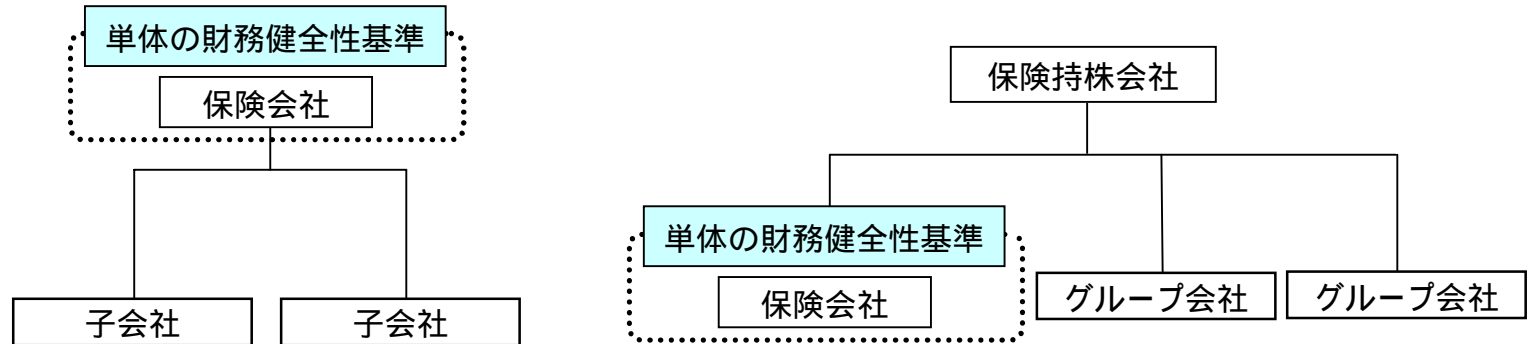 単体の財務健全性基準
保険会社
子会社
子会社
保険持株会社
単体の財務健全性基準
保険会社
グループ会社
グループ会社